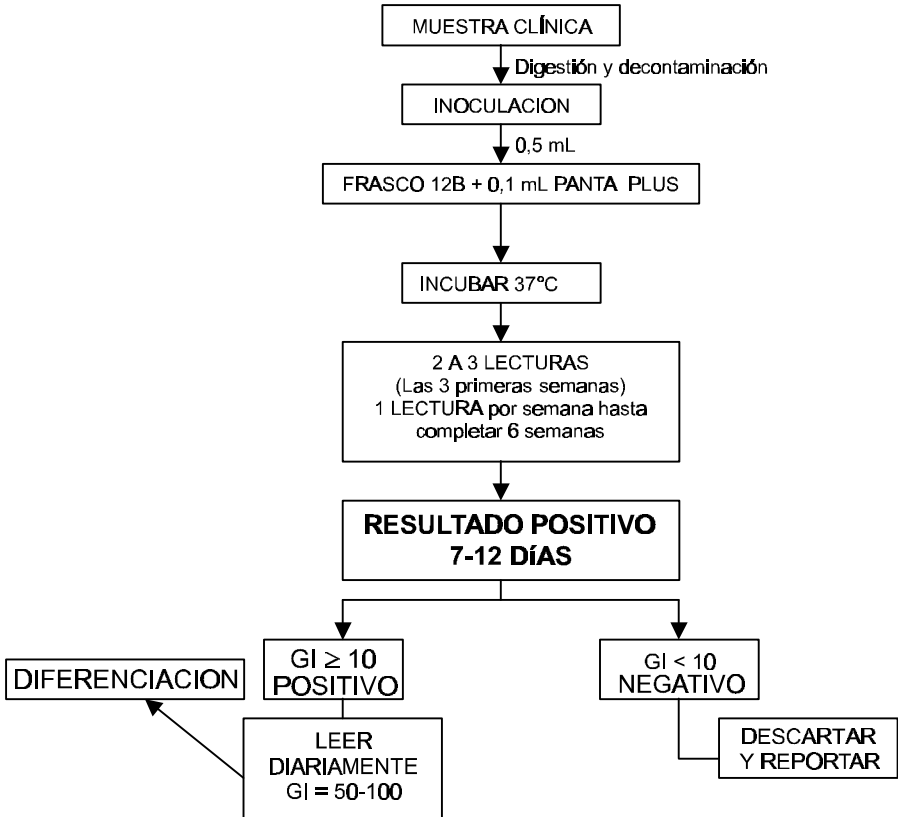 MUESTRA CLÍNICA
Digestión y decontaminación
INOCULACION
0,5 mL
FRASCO 12B + 0,1 mL PANTA PLUS
INCUBAR 37°C
2 A 3 LECTURAS
(Las 3 primeras semanas)
1 LECTURA por semana hasta
completar 6 semanas
RESULTADO POSITIVO
7-12 DíAS
GI ≥ 10
POSITIVO
GI < 10
NEGATIVO
DIFERENCIACION
LEER
DIARIAMENTE
GI = 50-100
DESCARTAR
Y REPORTAR